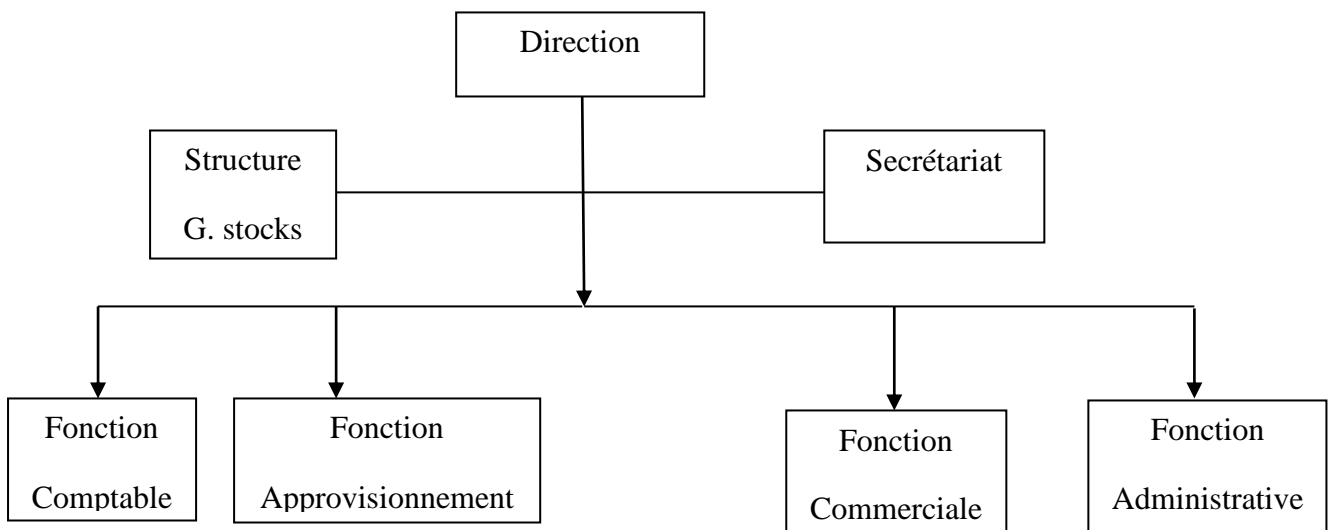 Direction
Structure
G. stocks
Secrétariat
Fonction
Comptable
Fonction
Approvisionnement
Fonction
Commerciale
Fonction
Administrative